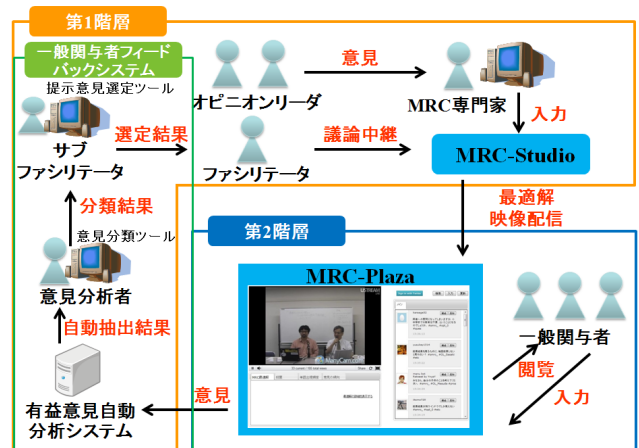 第1階層
一般関与者フィード
バックシステム
提示意見選定ツール
サブ
ファシリテータ
選定結果
オピニオンリーダ
意見
MRC専門家
入力
ファシリテータ
議論中継
MRC-Studio
分類結果
意見分類ツール
意見分析者
自動抽出結果
有益意見自動
分析システム
最適解
映像配信
第2階層
MRC-Plaza
意見
一般関与者
閲覧
入力